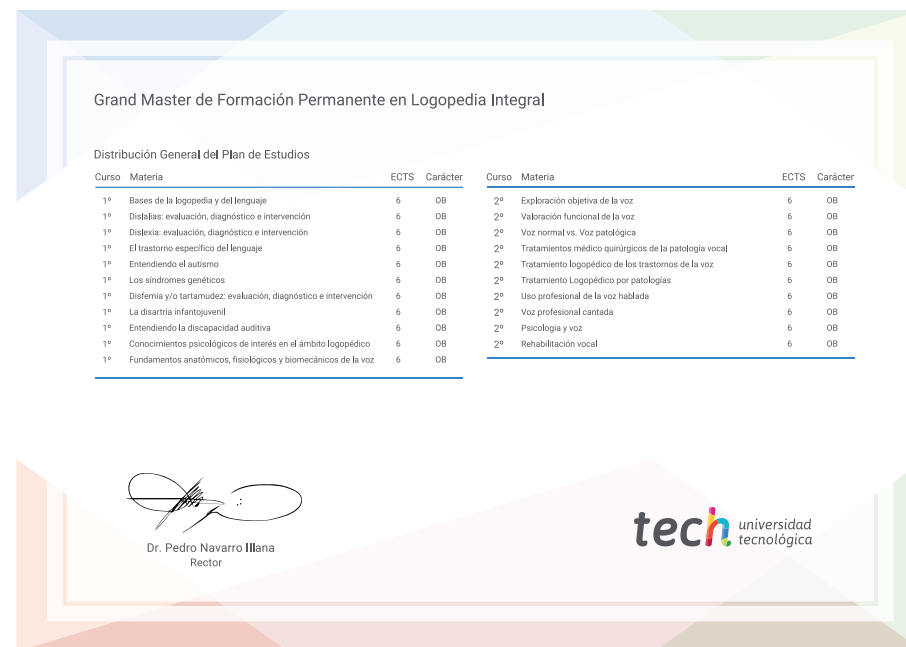 Grand Master de Formación Permanente en Logopedia Integral
Distribución General del Plan de Estudios
Curso Materia ECTS Carácter
1º Bases de la logopedia y del lenguaje 6 OB
1º Dislalias: evaluación, diagnóstico e intervención 6 OB
1º Dislexia: evaluación, diagnóstico e intervención 6 OB
1º El trastorno específico del lenguaje 6 OB
1º Entendiendo el autismo 6 OB
1º Los síndromes genéticos 6 OB
1º Disfemia y/o tartamudez: evaluación, diagnóstico e intervención 6 OB
1º La disartria infantojuvenil 6 OB
1º Entendiendo la discapacidad auditiva 6 OB
1º Conocimientos psicológicos de interés en el ámbito logopédico 6 OB
1º Fundamentos anatómicos, fisiológicos y biomecánicos de la voz 6 OB
Curso Materia ECTS Carácter
2º Exploración objetiva de la voz 6 OB
2º Valoración funcional de la voz 6 OB
2º Voz normal vs. Voz patológica 6 OB
2º Tratamientos médico quirúrgicos de la patología vocal 6 OB
2º Tratamiento logopédico de los trastornos de la voz 6 OB
2º Tratamiento Logopédico por patologías 6 OB
2º Uso profesional de la voz hablada 6 OB
2º Voz profesional cantada 6 OB
2º Psicologia y voz 6 OB
2º Rehabilitación vocal 6 OB
Dr. Pedro Navarro Illana
Rector
tech universidad
tecnológica